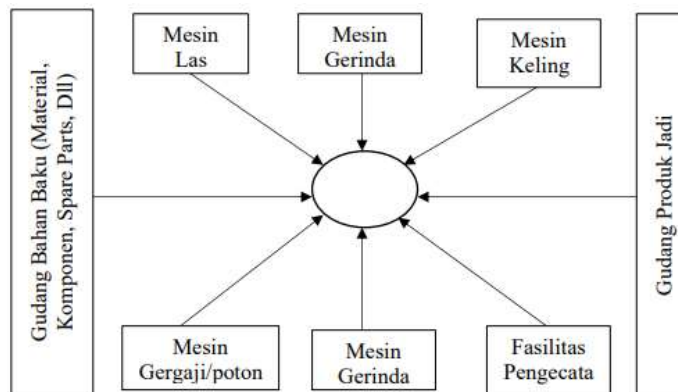 Gudang Bahan Baku (Material,
Komponen, Spare Parts, Dll)
Mesin
Las
Mesin
Gerinda
Mesin
Keling
Gudang Produk Jadi
Mesin
Gergaji/poton
Mesin
Gerinda
Fasilitas
Pengecata